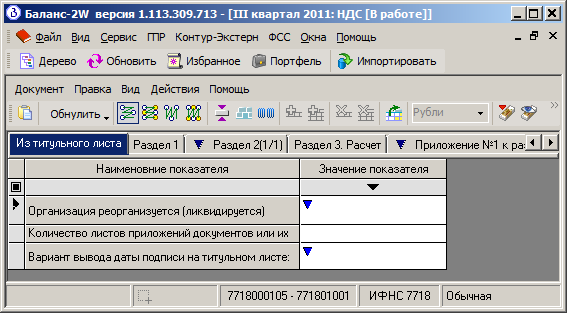 Баланс-2W версия 1.113.309.713 - [III квартал 2011: НДС [В работе]]
Файл Вид Сервис ГПР Контур-Экстерн ФСС Окна Помощь
Дерево Обновить Избранное Портфель Импортировать
Документ Правка Вид Действия Помощь
Обнулить Рубли
Из титульного листа Раздел 1 Раздел 2(1/1) Раздел 3. Расчет Приложение №1 к раз
Наименовние показателя Значение показателя
Организация реорганизуется (ликвидируется)
Количество листов приложений документов или их
Вариант вывода даты подписи на титульном листе:
7718000105 - 771801001 ИФНС 7718 Обычная